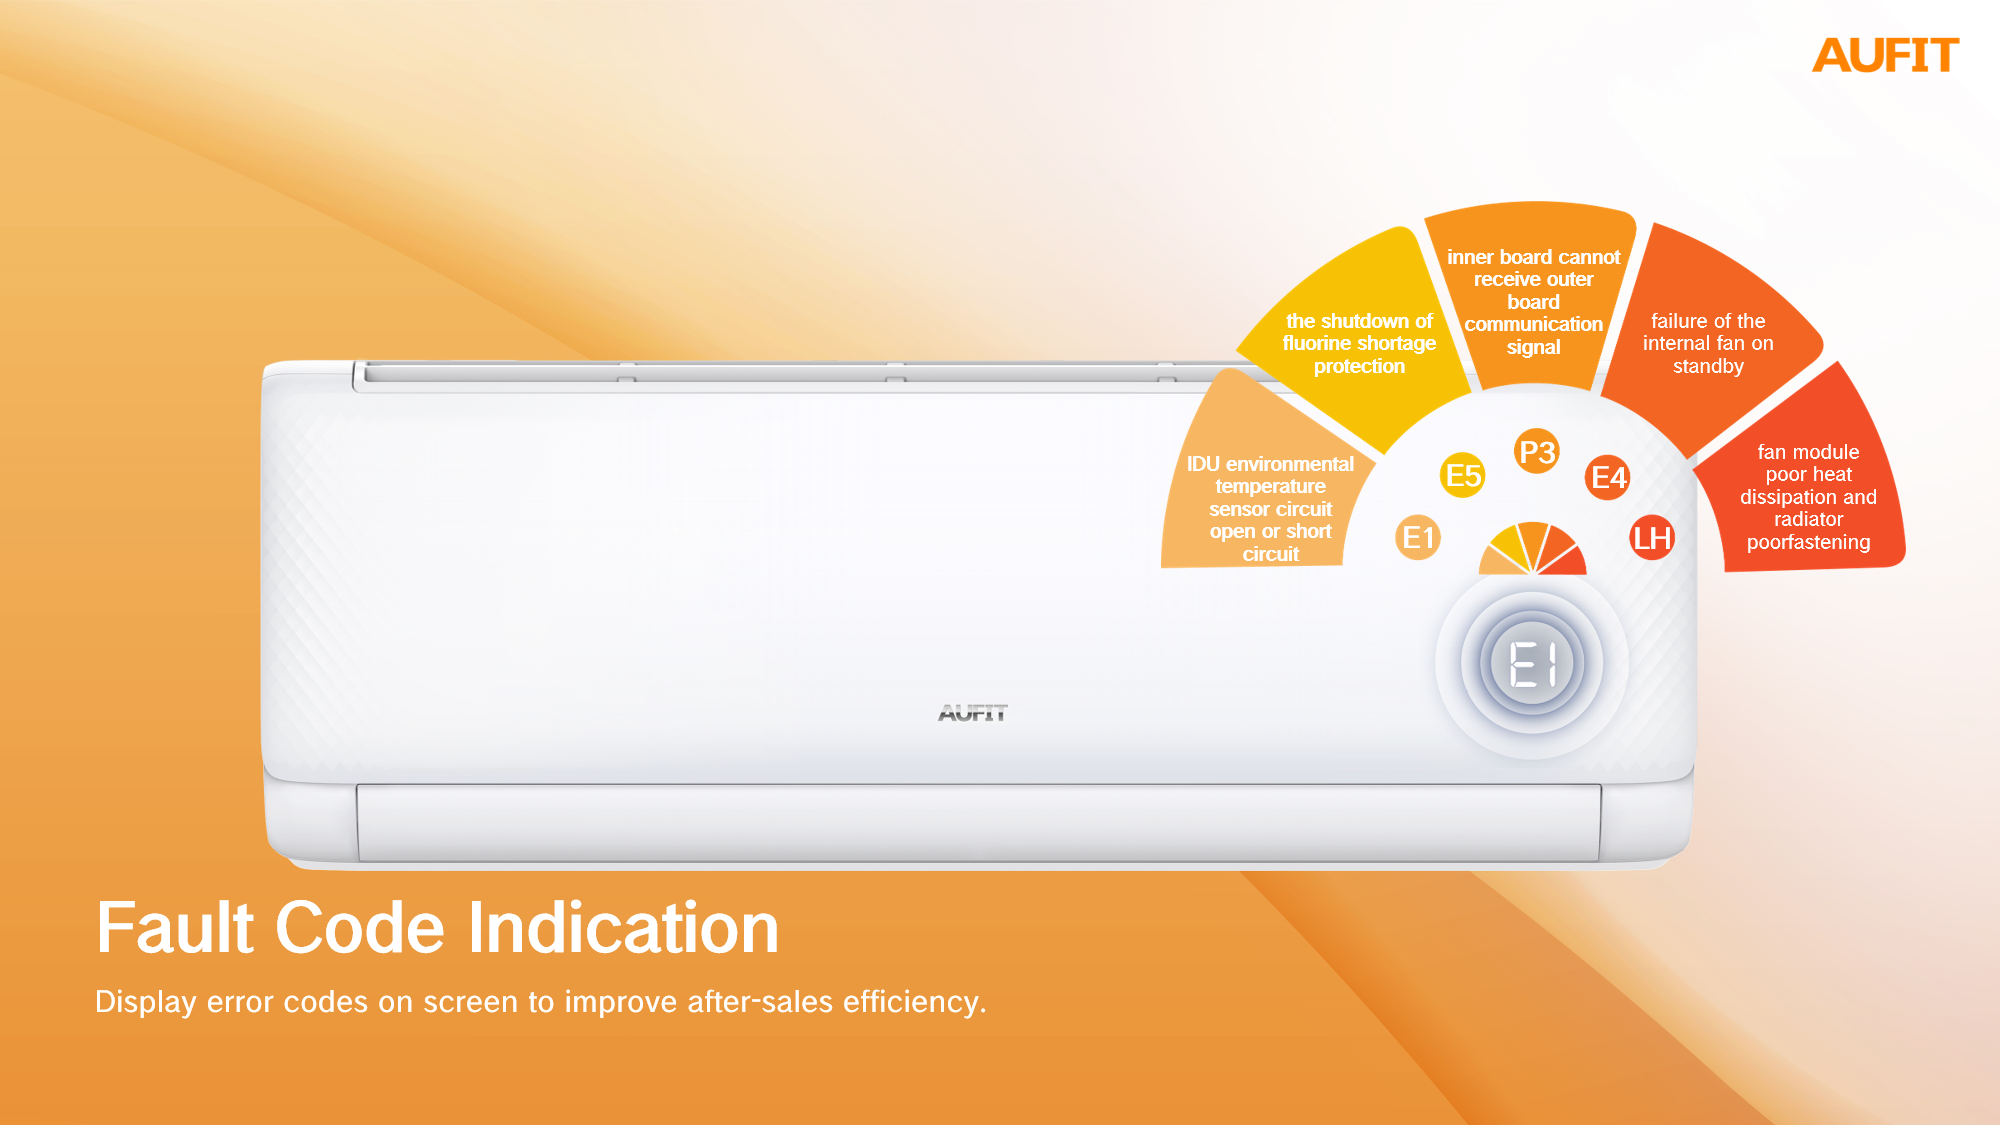 AUFIT
inner board cannot
receive outer
board
communication
signal
the shutdown of
fluorine shortage
protection
failure of the
internal fan on
standby
IDU environmental
temperature
sensor circuit
open or short
circuit
fan module
poor heat
dissipation and
radiator
poorfastening
E1
E5
P3
E4
LH
E1
AUFIT
Fault Code Indication
Display error codes on screen to improve after-sales efficiency.